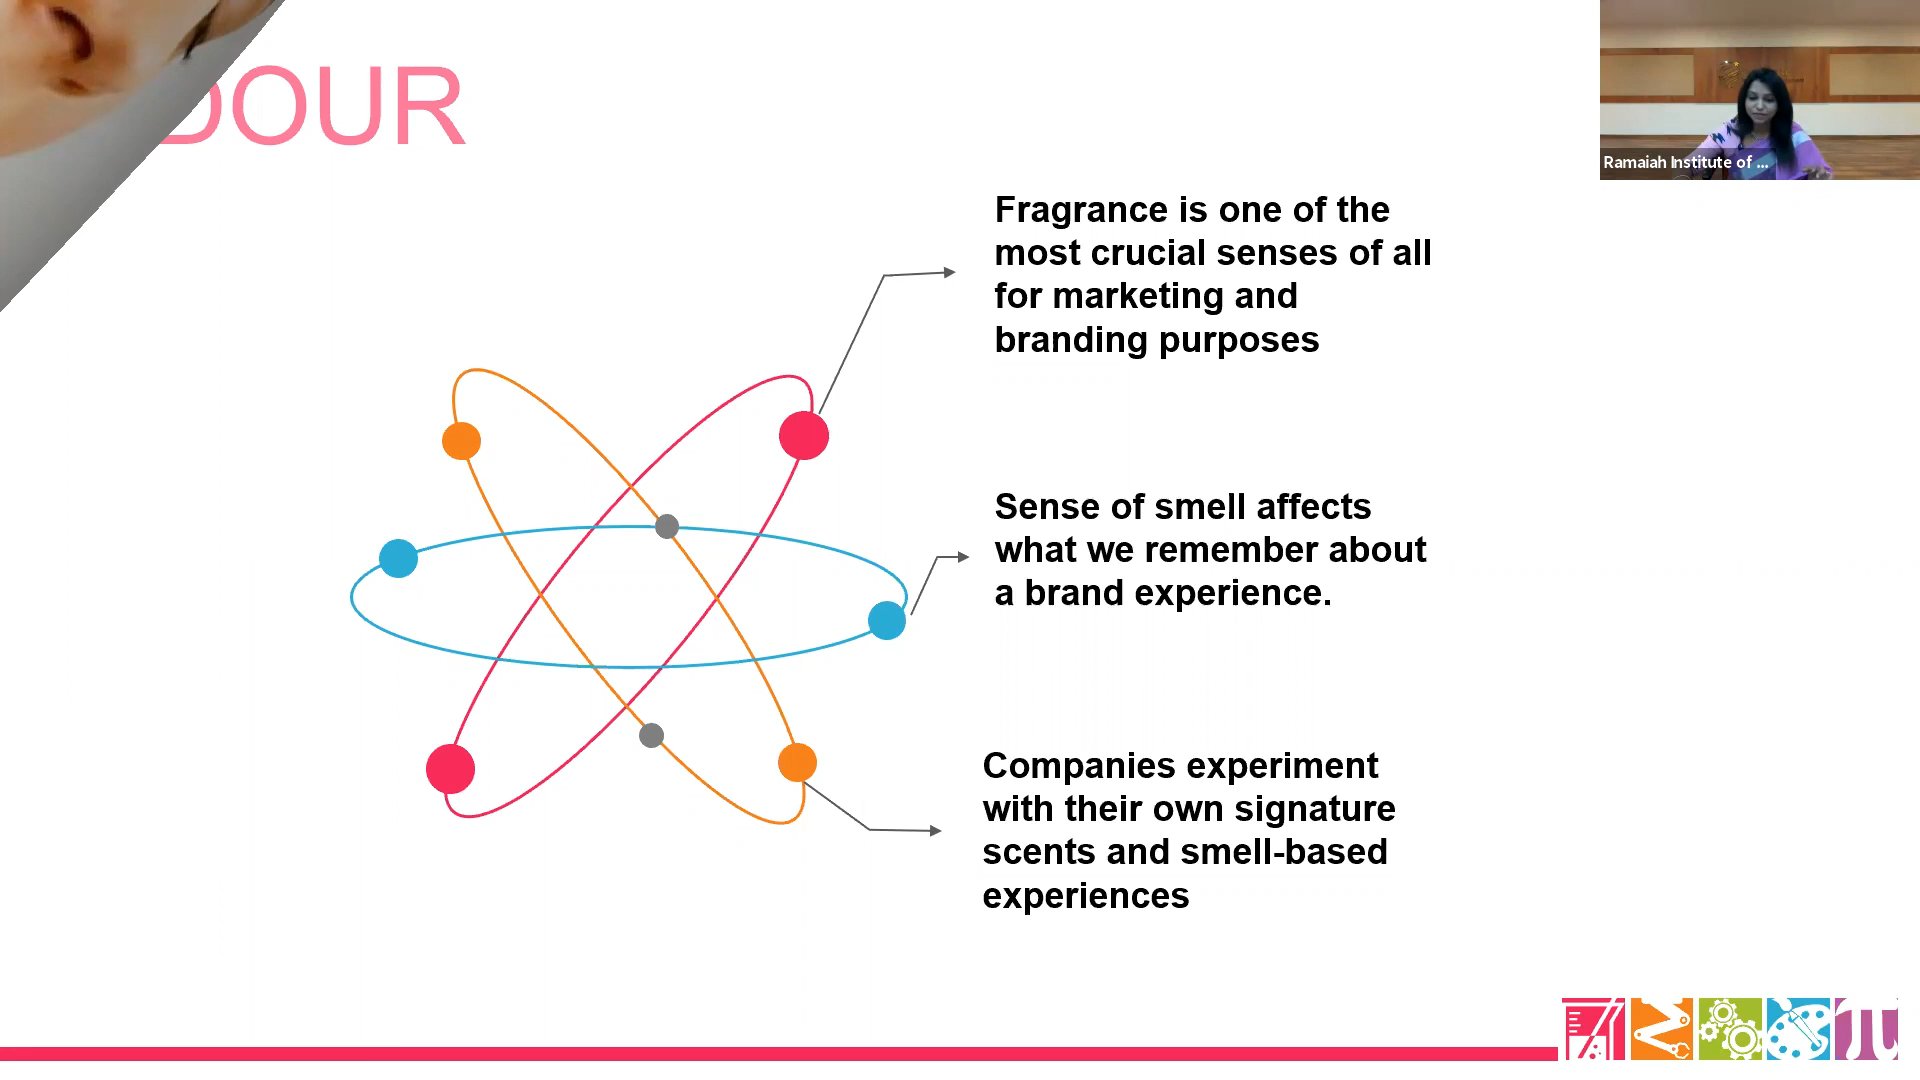 DOUR
Ramaiah Institute of ...
Fragrance is one of the
most crucial senses of all
for marketing and
branding purposes
Sense of smell affects
what we remember about
a brand experience.
Companies experiment
with their own signature
scents and smell-based
experiences